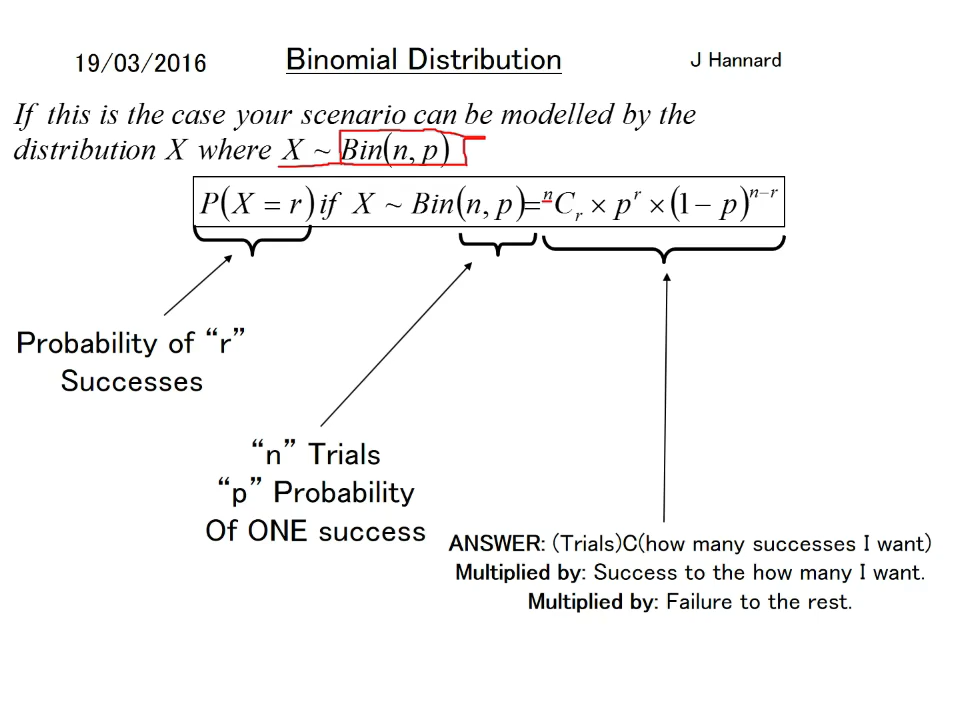 19/03/2016 Binomial Distribution J Hannard
If this is the case your scenario can be modelled by the
distribution X where X ~ Bin(n, p)
P(X = r) if X ~ Bin(n, p) = ⁿCᵣ × pʳ × (1 − p)ⁿ⁻ʳ
Probability of “r”
Successes
“n” Trials
“p” Probability
Of ONE success
ANSWER: (Trials)C(how many successes I want)
Multiplied by: Success to the how many I want.
Multiplied by: Failure to the rest.